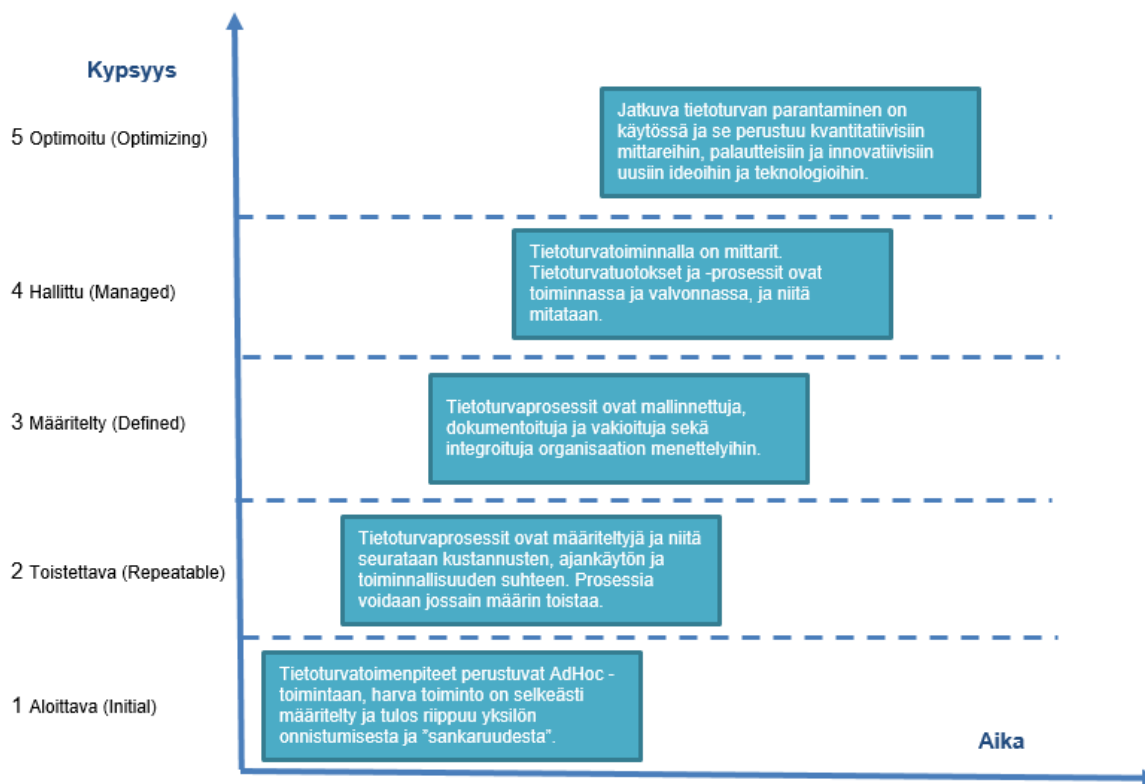 Kypsyys
5 Optimoitu (Optimizing)
Jatkuva tietoturvan parantaminen on
käytössä ja se perustuu kvantitatiivisiin
mittareihin, palautteisiin ja innovatiivisiin
uusiin ideoihin ja teknologioihin.
4 Hallittu (Managed)
Tietoturvatoiminnalla on mittarit.
Tietoturvatuotokset ja -prosessit ovat
toiminnassa ja valvonnassa, ja niitä
mitataan.
3 Määritelty (Defined)
Tietoturvaprosessit ovat mallinnettuja,
dokumentoituja ja vakioituja sekä
integroituja organisaation menettelyihin.
2 Toistettava (Repeatable)
Tietoturvaprosessit ovat määriteltyjä ja niitä
seurataan kustannusten, ajankäytön ja
toiminnallisuuden suhteen. Prosessia
voidaan jossain määrin toistaa.
1 Aloittava (Initial)
Tietoturvatoimenpiteet perustuvat AdHoc -
toimintaan, harva toiminto on selkeästi
määritelty ja tulos riippuu yksilön
onnistumisesta ja ”sankaruudesta”.
Aika